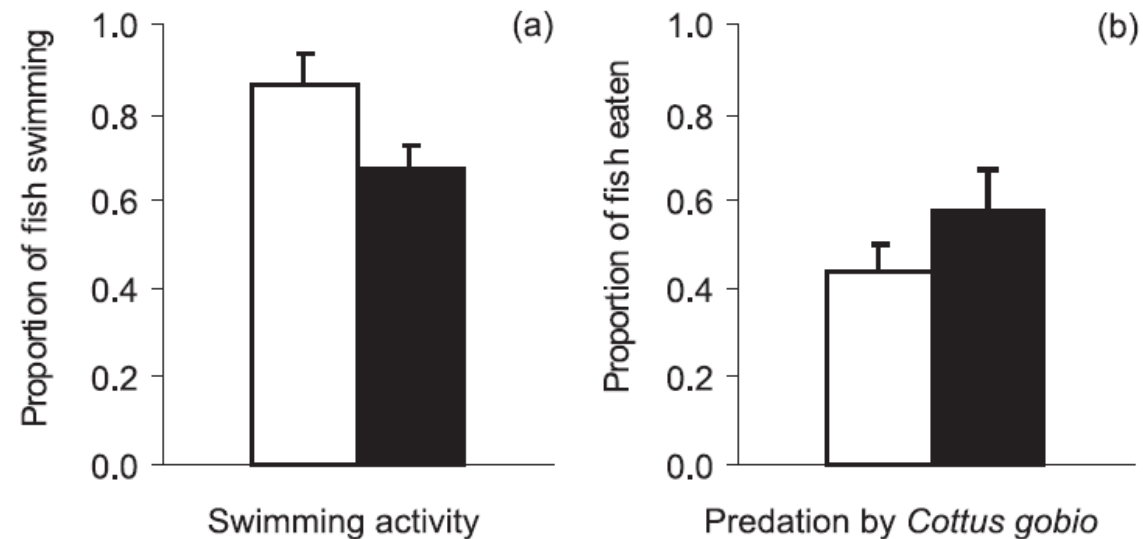 (a)
Proportion of fish swimming
1.0
0.8
0.6
0.4
0.2
0.0
Swimming activity
(b)
Proportion of fish eaten
1.0
0.8
0.6
0.4
0.2
0.0
Predation by Cottus gobio